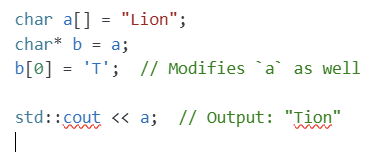 char a[] = "Lion";
char* b = a;
b[0] = 'T';  // Modifies `a` as well
std::cout << a;  // Output: "Tion"